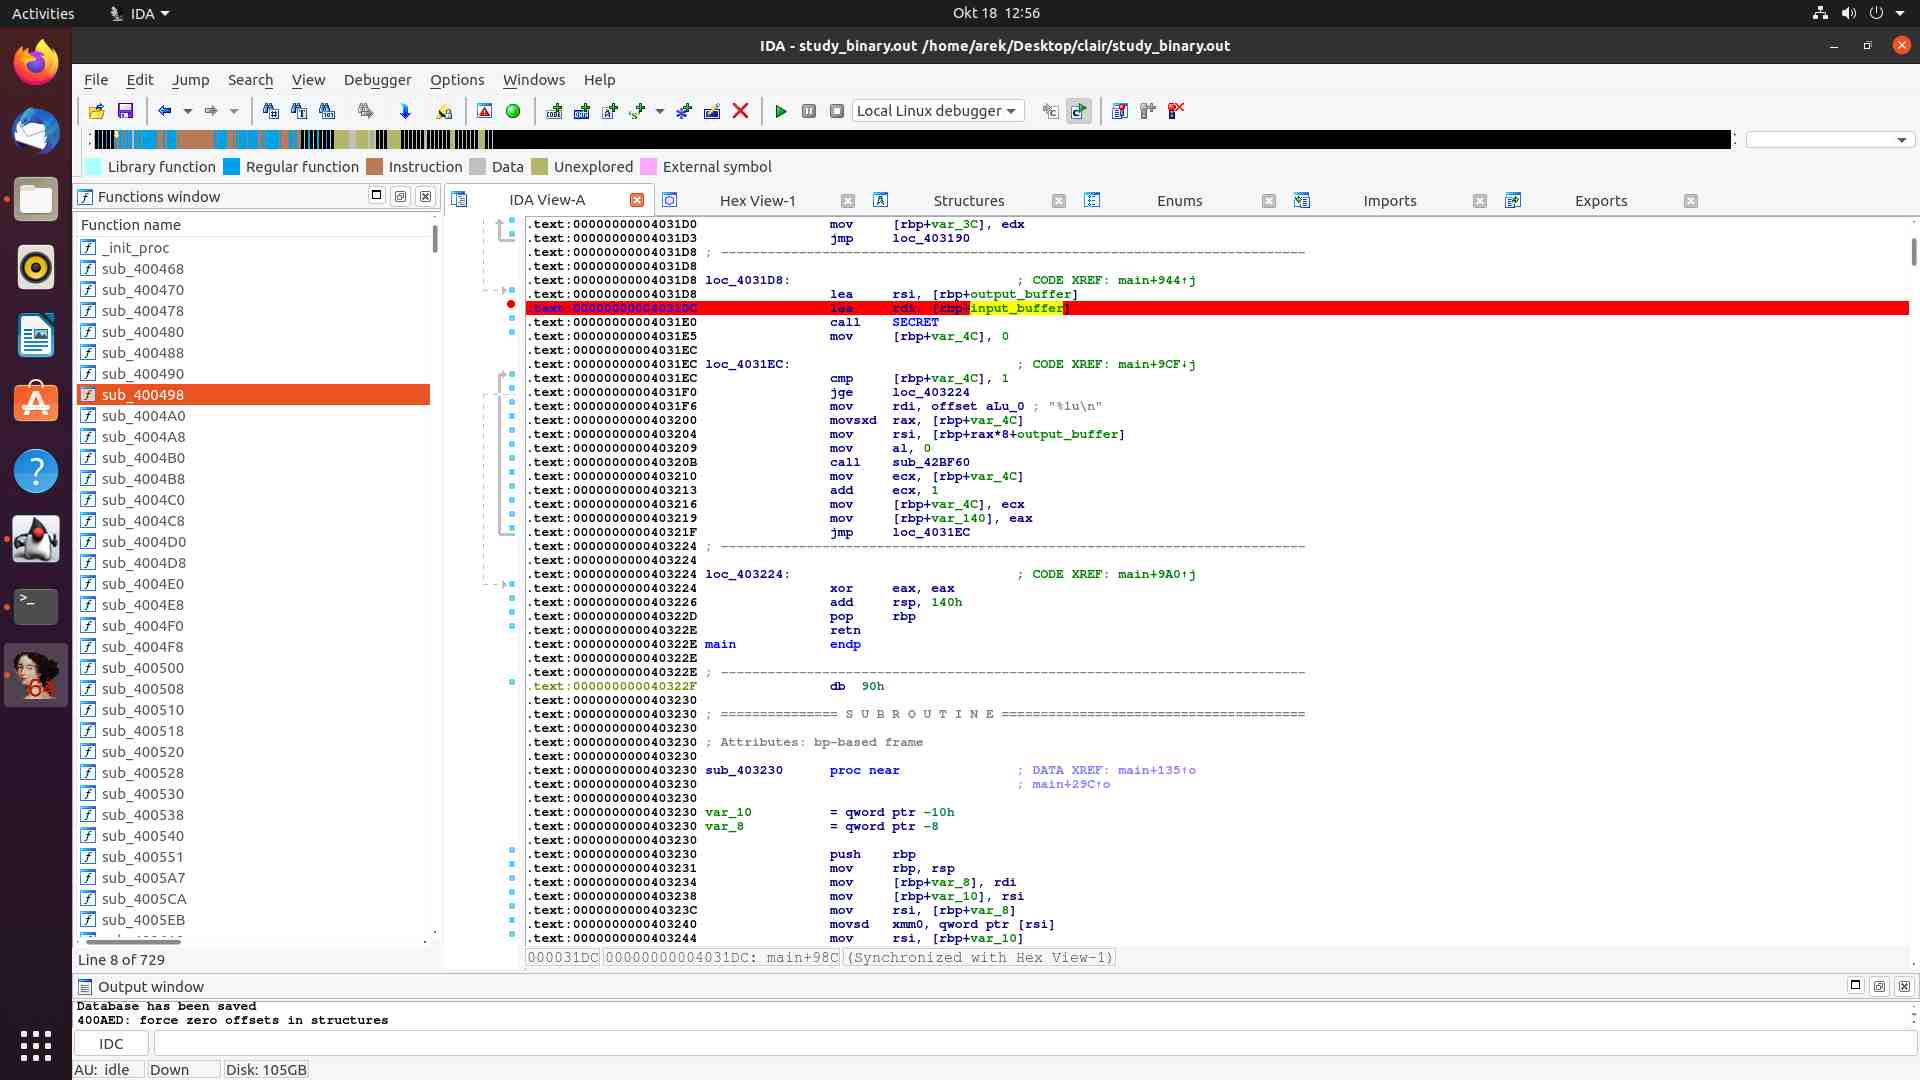 Activities
IDA
Okt 18 12:56
IDA - study_binary.out /home/arek/Desktop/clair/study_binary.out
File Edit Jump Search View Debugger Options Windows Help
Local Linux debugger
Library function Regular function Instruction Data Unexplored External symbol
Functions window
Function name
_init_proc
sub_400468
sub_400470
sub_400478
sub_400480
sub_400488
sub_400490
sub_400498
sub_4004A0
sub_4004A8
sub_4004B0
sub_4004B8
sub_4004C0
sub_4004C8
sub_4004D0
sub_4004D8
sub_4004E0
sub_4004E8
sub_4004F0
sub_4004F8
sub_400500
sub_400508
sub_400510
sub_400518
sub_400520
sub_400528
sub_400530
sub_400538
sub_400540
sub_400551
sub_4005A7
sub_4005CA
sub_4005EB
Line 8 of 729
IDA View-A Hex View-1 Structures Enums Imports Exports
.text:00000000004031D0 mov [rbp+var_3C], edx
.text:00000000004031D3 jmp loc_403190
.text:00000000004031D8 ; ---------------------------------------------------------------------------
.text:00000000004031D8
.text:00000000004031D8 loc_4031D8: ; CODE XREF: main+944↑j
.text:00000000004031D8 lea rsi, [rbp+output_buffer]
.text:00000000004031DC lea rdi, [rbp+input_buffer]
.text:00000000004031E0 call SECRET
.text:00000000004031E5 mov [rbp+var_4C], 0
.text:00000000004031EC
.text:00000000004031EC loc_4031EC: ; CODE XREF: main+9CF↓j
.text:00000000004031EC cmp [rbp+var_4C], 1
.text:00000000004031F0 jge loc_403224
.text:00000000004031F6 mov rdi, offset aLu_0 ; "%lu\n"
.text:0000000000403200 movsxd rax, [rbp+var_4C]
.text:0000000000403204 mov rsi, [rbp+rax*8+output_buffer]
.text:0000000000403209 mov al, 0
.text:000000000040320B call sub_42BF60
.text:0000000000403210 mov ecx, [rbp+var_4C]
.text:0000000000403213 add ecx, 1
.text:0000000000403216 mov [rbp+var_4C], ecx
.text:0000000000403219 mov [rbp+var_140], eax
.text:000000000040321F jmp loc_4031EC
.text:0000000000403224 ; ---------------------------------------------------------------------------
.text:0000000000403224
.text:0000000000403224 loc_403224: ; CODE XREF: main+9A0↑j
.text:0000000000403224 xor eax, eax
.text:0000000000403226 add rsp, 140h
.text:000000000040322D pop rbp
.text:000000000040322E retn
.text:000000000040322E main endp
.text:000000000040322E
.text:000000000040322E ; ---------------------------------------------------------------------------
.text:000000000040322F db 90h
.text:0000000000403230
.text:0000000000403230 ; =============== S U B R O U T I N E =======================================
.text:0000000000403230
.text:0000000000403230 ; Attributes: bp-based frame
.text:0000000000403230
.text:0000000000403230 sub_403230 proc near ; DATA XREF: main+135↑o
.text:0000000000403230 ; main+29C↑o
.text:0000000000403230
.text:0000000000403230 var_10 = qword ptr -10h
.text:0000000000403230 var_8 = qword ptr -8
.text:0000000000403230
.text:0000000000403230 push rbp
.text:0000000000403231 mov rbp, rsp
.text:0000000000403234 mov [rbp+var_8], rdi
.text:0000000000403238 mov [rbp+var_10], rsi
.text:000000000040323C mov rsi, [rbp+var_8]
.text:0000000000403240 movsd xmm0, qword ptr [rsi]
.text:0000000000403244 mov rsi, [rbp+var_10]
000031DC 00000000004031DC: main+98C (Synchronized with Hex View-1)
Output window
Database has been saved
400AED: force zero offsets in structures
IDC
AU: idle Down Disk: 105GB